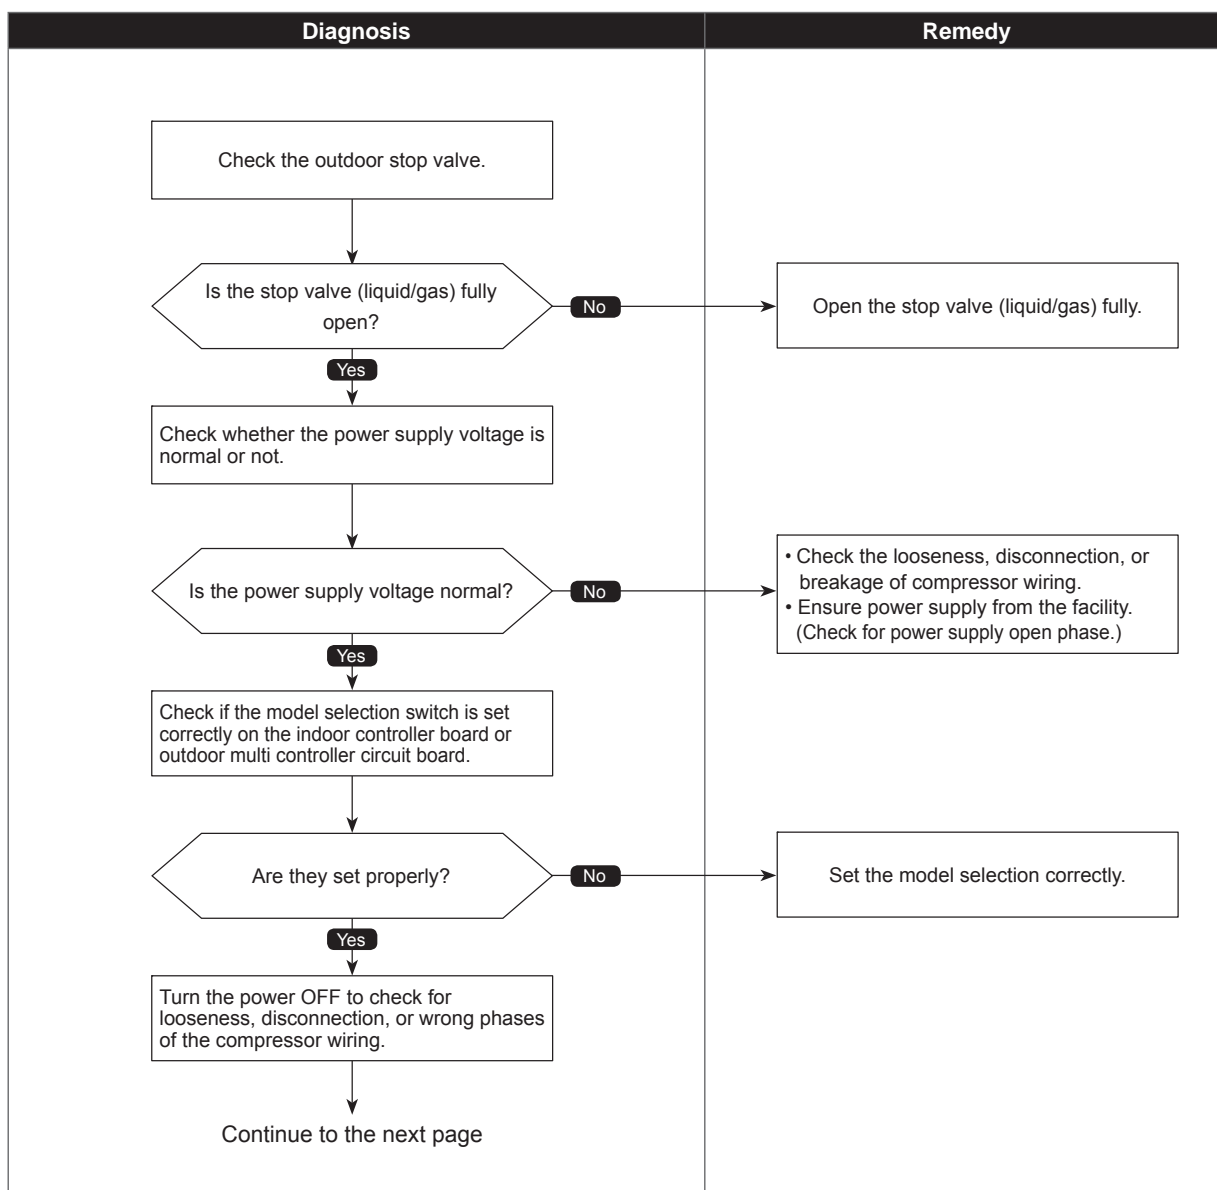 Diagnosis
Remedy
Check the outdoor stop valve.
Is the stop valve (liquid/gas) fully
open?
No
Open the stop valve (liquid/gas) fully.
Yes
Check whether the power supply voltage is
normal or not.
Is the power supply voltage normal?
No
• Check the looseness, disconnection, or
breakage of compressor wiring.
• Ensure power supply from the facility.
(Check for power supply open phase.)
Yes
Check if the model selection switch is set
correctly on the indoor controller board or
outdoor multi controller circuit board.
Are they set properly?
No
Set the model selection correctly.
Yes
Turn the power OFF to check for
looseness, disconnection, or wrong phases
of the compressor wiring.
Continue to the next page